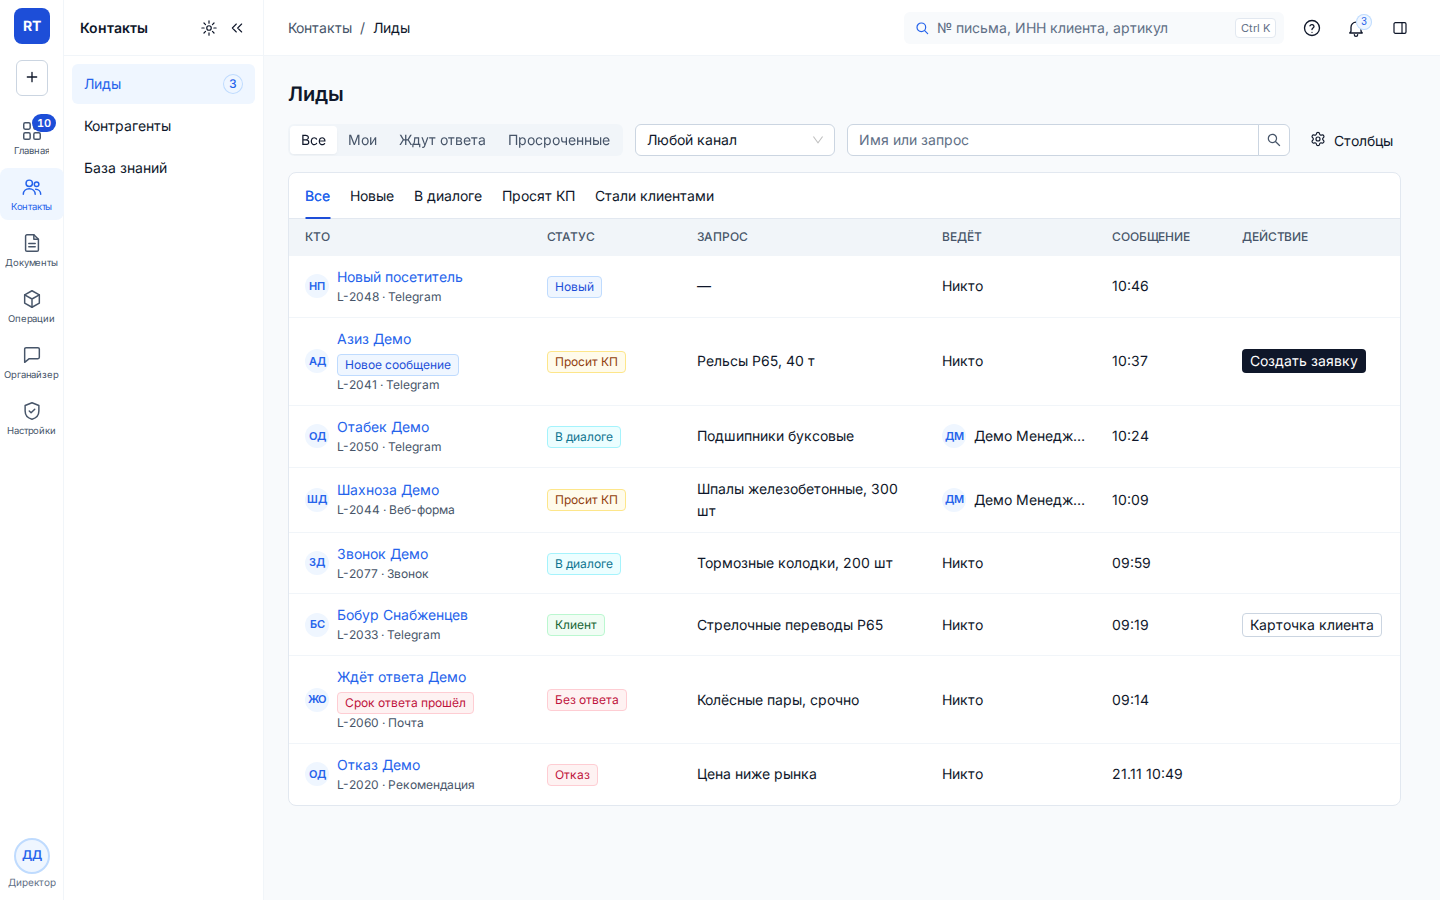 RT
Контакты
Контакты / Лиды
№ письма, ИНН клиента, артикул
Ctrl K
3
10
Главная
Контакты
Документы
Операции
Органайзер
Настройки
ДД
Директор
Лиды
3
Контрагенты
База знаний
Лиды
Все Мои Ждут ответа Просроченные
Любой канал
Имя или запрос
Столбцы
Все Новые В диалоге Просят КП Стали клиентами
КТО СТАТУС ЗАПРОС ВЕДЁТ СООБЩЕНИЕ ДЕЙСТВИЕ
НП Новый посетитель
L-2048 · Telegram
Новый — Никто 10:46
АД Азиз Демо
Новое сообщение
L-2041 · Telegram
Просит КП Рельсы Р65, 40 т Никто 10:37 Создать заявку
ОД Отабек Демо
L-2050 · Telegram
В диалоге Подшипники буксовые ДМ Демо Менедж... 10:24
ШД Шахноза Демо
L-2044 · Веб-форма
Просит КП Шпалы железобетонные, 300
шт
ДМ Демо Менедж... 10:09
ЗД Звонок Демо
L-2077 · Звонок
В диалоге Тормозные колодки, 200 шт Никто 09:59
БС Бобур Снабженцев
L-2033 · Telegram
Клиент Стрелочные переводы Р65 Никто 09:19 Карточка клиента
ЖО Ждёт ответа Демо
Срок ответа прошёл
L-2060 · Почта
Без ответа Колёсные пары, срочно Никто 09:14
ОД Отказ Демо
L-2020 · Рекомендация
Отказ Цена ниже рынка Никто 21.11 10:49